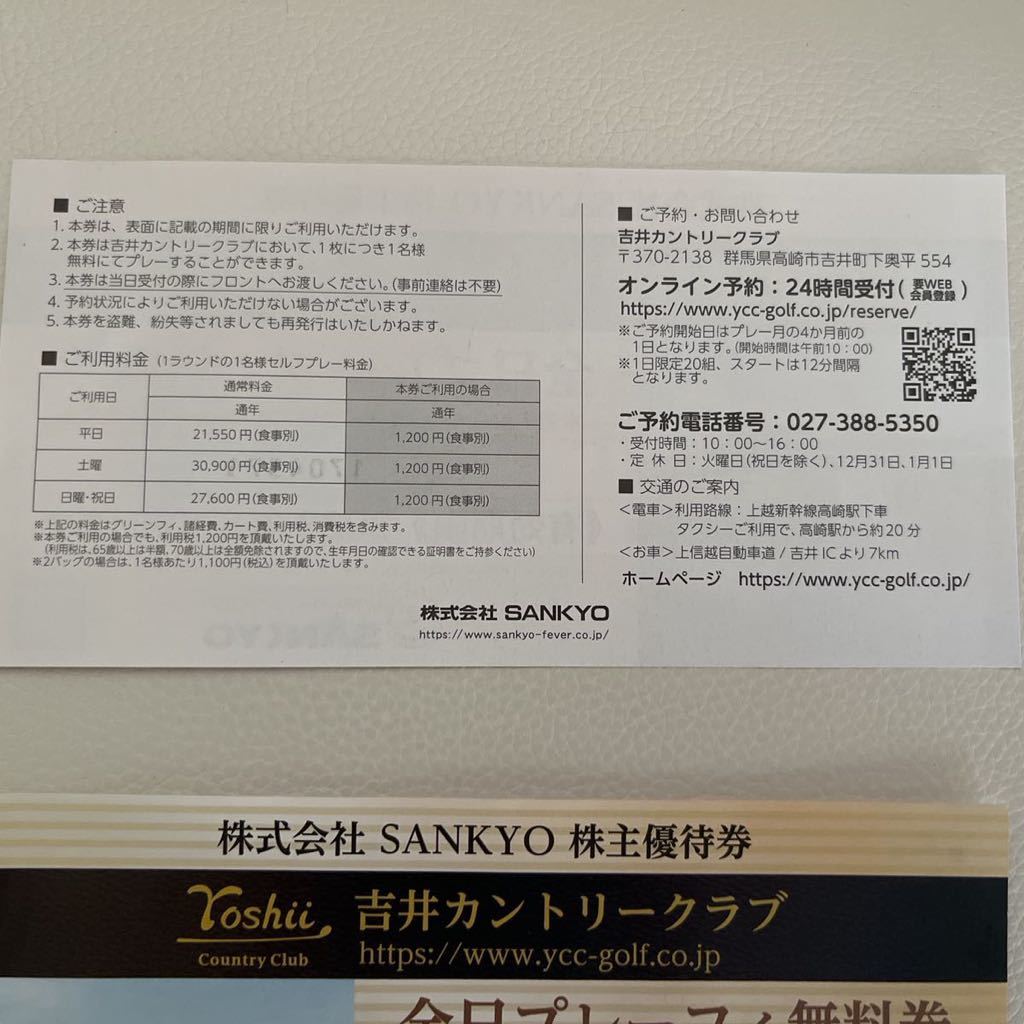 ■ ご注意
1. 本券は、表面に記載の期間に限りご利用いただけます。
2. 本券は吉井カントリークラブにおいて、1枚につき1名様
無料にてプレーすることができます。
3. 本券は当日受付の際にフロントへお渡しください。(事前連絡は不要)
4. 予約状況によりご利用いただけない場合がございます。
5. 本券を盗難、紛失等されましても再発行はいたしかねます。
■ ご利用料金 (1ラウンドの1名様セルフプレー料金)
ご利用日 通常料金 本券ご利用の場合
通年 通年
平日 21,550円(食事別) 1,200円(食事別)
土曜 30,900円(食事別) 1,200円(食事別)
日曜・祝日 27,600円(食事別) 1,200円(食事別)
※上記の料金はグリーンフィ、諸経費、カート費、利用税、消費税を含みます。
※本券ご利用の場合でも、利用税1,200円を頂戴いたします。
(利用税は、65歳以上は半額、70歳以上は全額免除されますので、生年月日の確認できる証明書をご持参ください)
※2バッグの場合は、1名様あたり1,100円(税込)を頂戴いたします。
■ ご予約・お問い合わせ
吉井カントリークラブ
〒370-2138 群馬県高崎市吉井町下奥平 554
オンライン予約：24時間受付(要WEB会員登録)
https://www.ycc-golf.co.jp/reserve/
※ご予約開始日はプレー月の4か月前の
1日となります。(開始時間は午前10：00)
※1日限定20組、スタートは12分間隔
となります。
ご予約電話番号：027-388-5350
・受付時間：10：00〜16：00
・定休日：火曜日(祝日を除く)、12月31日、1月1日
■ 交通のご案内
＜電車＞利用路線：上越新幹線高崎駅下車
タクシーご利用で、高崎駅から約20分
＜お車＞上信越自動車道 / 吉井ICより7km
ホームページ https://www.ycc-golf.co.jp/
株式会社 SANKYO
https://www.sankyo-fever.co.jp/
株式会社 SANKYO 株主優待券
Yoshii
Country Club
吉井カントリークラブ
https://www.ycc-golf.co.jp
全日プレーフィ無料券